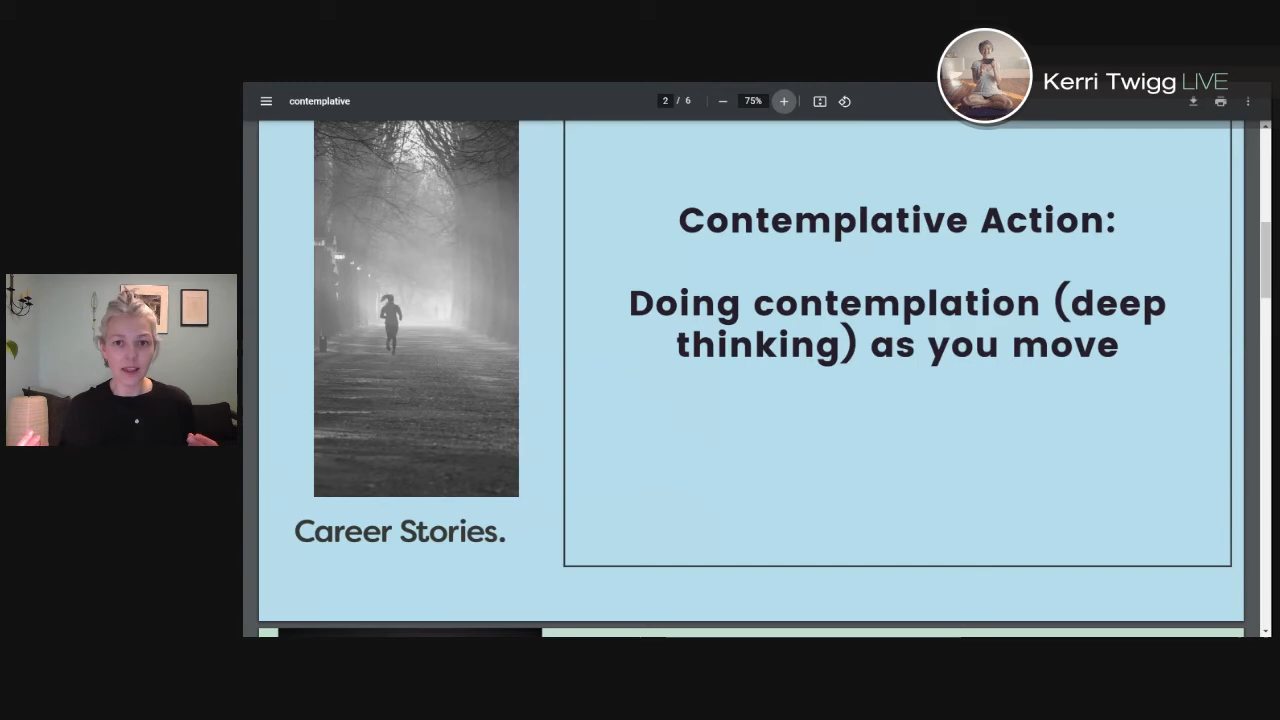 Kerri Twigg LIVE
contemplative
2 / 6
75%
Contemplative Action:
Doing contemplation (deep
thinking) as you move
Career Stories.